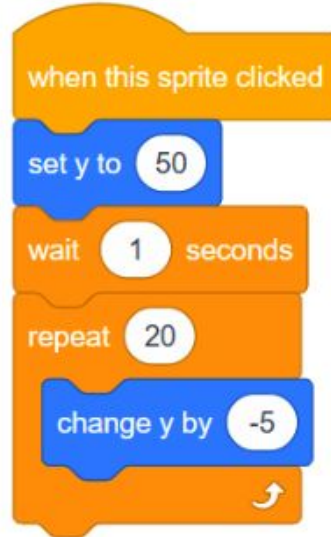 when this sprite clicked
set y to 50
wait 1 seconds
repeat 20
change y by -5